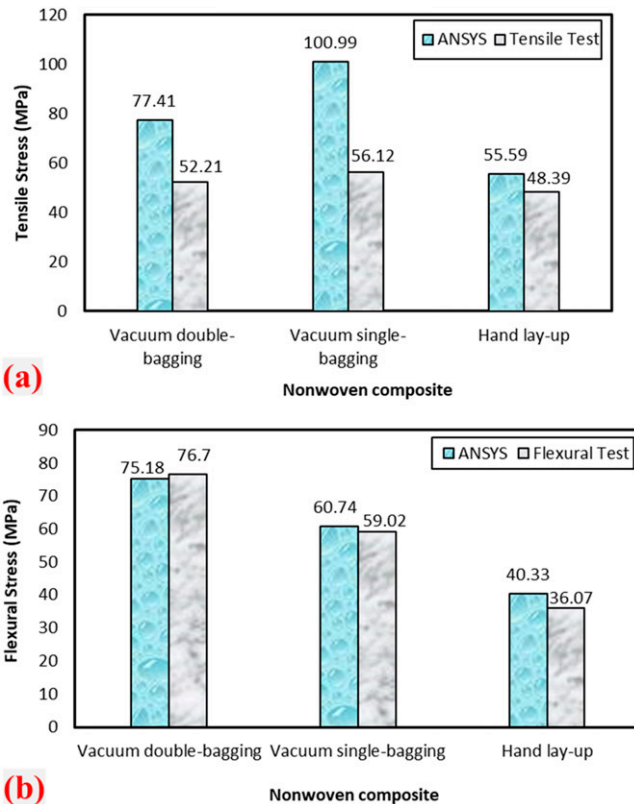 120
100
80
60
40
20
0
Tensile Stress (MPa)
ANSYS Tensile Test
77.41
52.21
100.99
56.12
55.59
48.39
Vacuum double-
bagging
Vacuum single-
bagging
Hand lay-up
Nonwoven composite
(a)
90
80
70
60
50
40
30
20
10
0
Flexural Stress (MPa)
ANSYS Flexural Test
75.18
76.7
60.74
59.02
40.33
36.07
Vacuum double-bagging Vacuum single-bagging Hand lay-up
Nonwoven composite
(b)